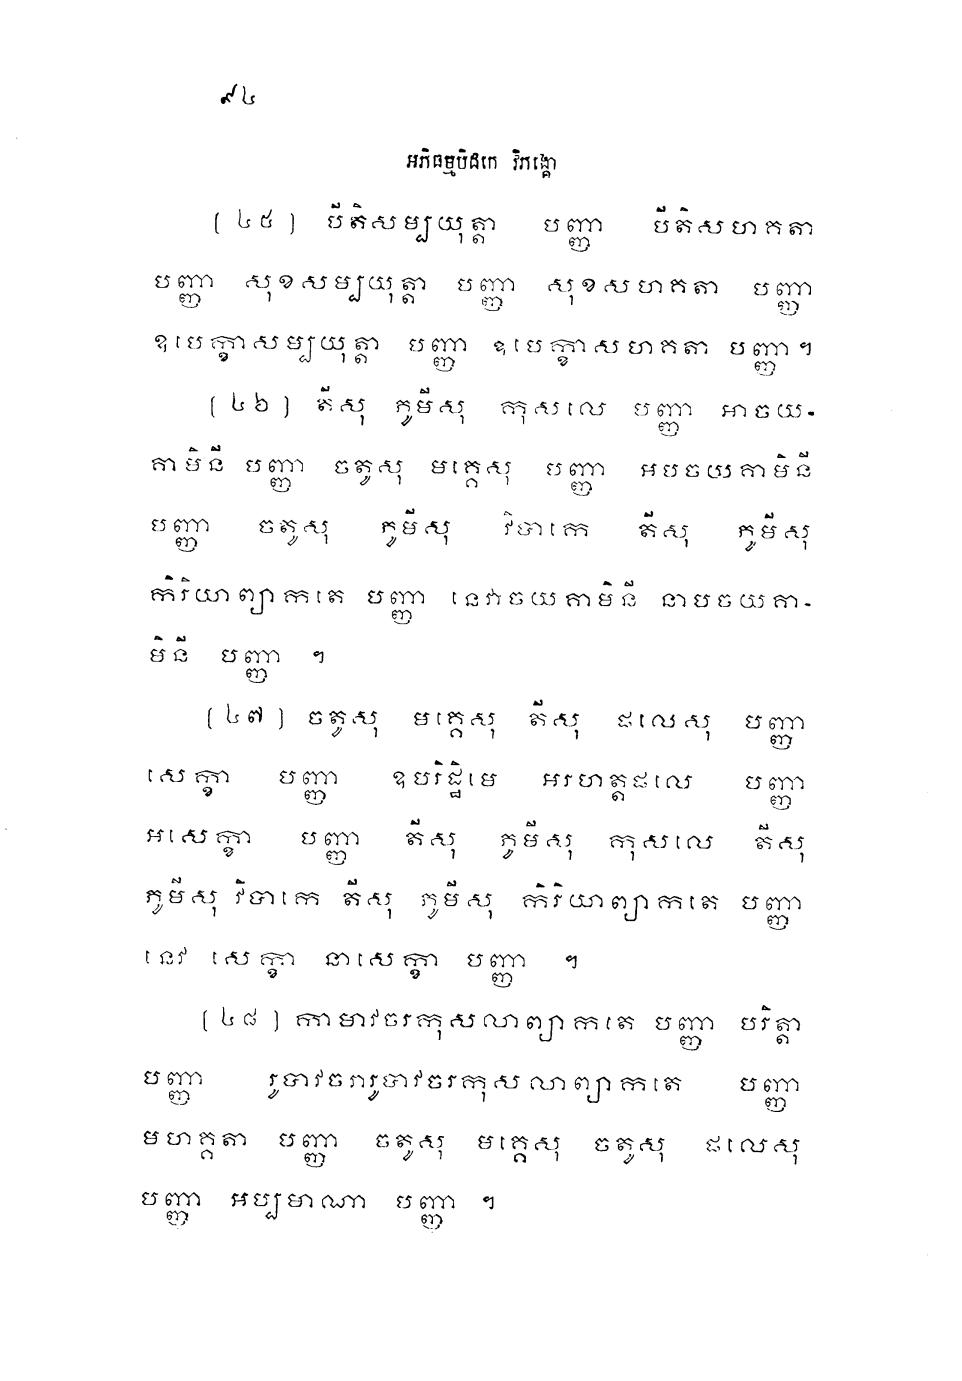 ៩៤
អភិធម្មបិដកេ វិភង្គោ
(៤៥) បីតិសម្បយុត្តា បញ្ញា បីតិសហគតា
បញ្ញា សុខសម្បយុត្តា បញ្ញា សុខសហគតា បញ្ញា
ឧបេក្ខាសម្បយុត្តា បញ្ញា ឧបេក្ខាសហគតា បញ្ញា។
(៤៦) តីសុ ភូមីសុ កុសលេ បញ្ញា អាចយ-
គាមិនី បញ្ញា ចតូសុ មគ្គេសុ បញ្ញា អបចយគាមិនី
បញ្ញា ចតូសុ ភូមីសុ វិបាកេ តីសុ ភូមីសុ
កិរិយាព្យាកតេ បញ្ញា នេវាចយគាមិនី នាបចយគា-
មិនី បញ្ញា ។
(៤៧) ចតូសុ មគ្គេសុ តីសុ ផលេសុ បញ្ញា
សេក្ខា បញ្ញា ឧបរិដ្ឋិមេ អរហត្តផលេ បញ្ញា
អសេក្ខា បញ្ញា តីសុ ភូមីសុ កុសលេ តីសុ
ភូមីសុ វិបាកេ តីសុ ភូមីសុ កិរិយាព្យាកតេ បញ្ញា
នេវ សេក្ខា នាសេក្ខា បញ្ញា ។
(៤៨) កាមាវចរកុសលាព្យាកតេ បញ្ញា បរិត្តា
បញ្ញា រូបាវចរារូបាវចរកុសលាព្យាកតេ បញ្ញា
មហគ្គតា បញ្ញា ចតូសុ មគ្គេសុ ចតូសុ ផលេសុ
បញ្ញា អប្បមាណា បញ្ញា ។